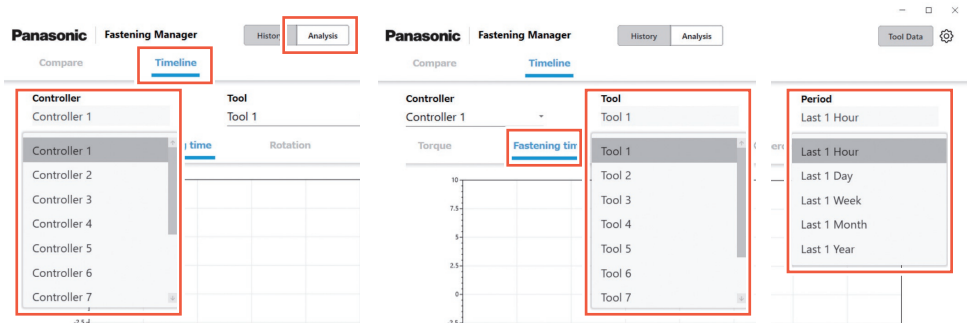 Panasonic Fastening Manager History Analysis
Compare Timeline
Controller Tool
Controller 1 Tool 1
Controller 1
Controller 2
Controller 3
Controller 4
Controller 5
Controller 6
Controller 7
time Rotation
-2.5
Panasonic Fastening Manager History Analysis
Compare Timeline
Controller Tool
Controller 1 Tool 1
Torque Fastening tim
Tool 1
Tool 2
Tool 3
Tool 4
Tool 5
Tool 6
Tool 7
10
7.5
5
2.5
0
Tool Data
Period
Last 1 Hour
Last 1 Hour
Last 1 Day
Last 1 Week
Last 1 Month
Last 1 Year